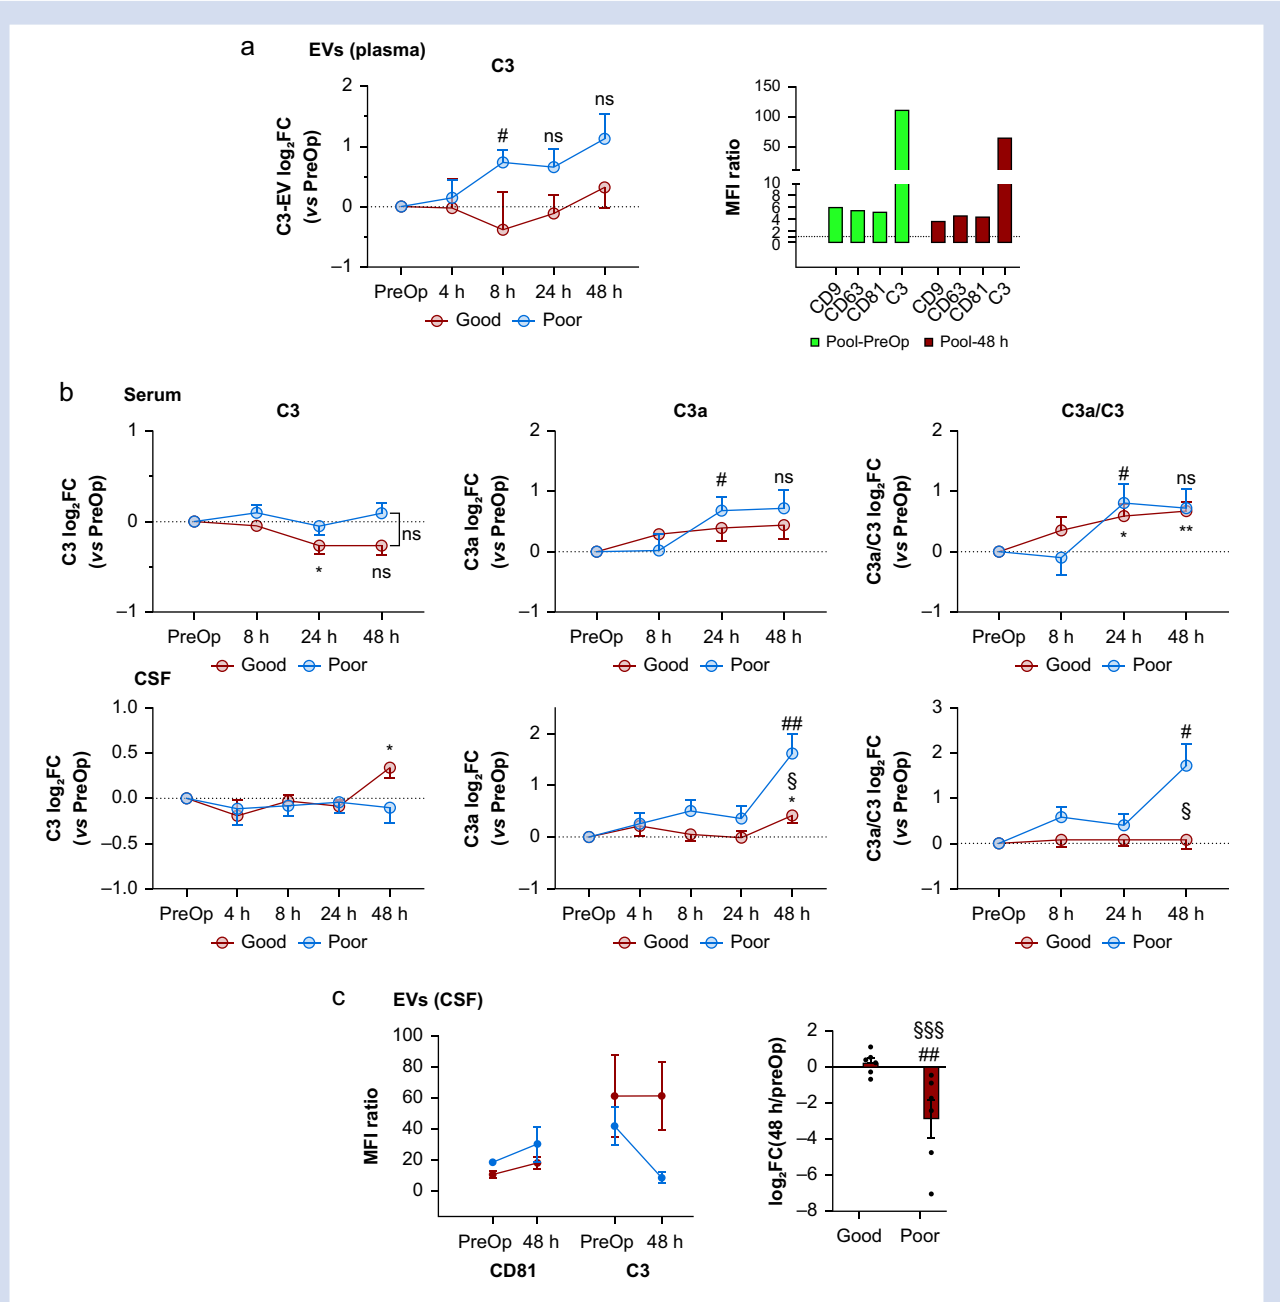 a
EVs (plasma)
C3
C3-EV log₂FC
(vs PreOp)
2
1
0
–1
#
ns
ns
PreOp 4 h 8 h 24 h 48 h
Good Poor
MFI ratio
150
100
50
10
8
6
4
2
0
CD9 CD63 CD81 C3 CD9 CD63 CD81 C3
Pool-PreOp Pool-48 h
b
Serum
C3
C3 log₂FC
(vs PreOp)
1
0
–1
*
ns
ns
PreOp 8 h 24 h 48 h
Good Poor
C3a
C3a log₂FC
(vs PreOp)
2
1
0
–1
#
ns
PreOp 8 h 24 h 48 h
Good Poor
C3a/C3
C3a/C3 log₂FC
(vs PreOp)
2
1
0
–1
#
ns
*
**
PreOp 8 h 24 h 48 h
Good Poor
CSF
C3 log₂FC
(vs PreOp)
1.0
0.5
0.0
–0.5
–1.0
*
PreOp 4 h 8 h 24 h 48 h
Good Poor
C3a log₂FC
(vs PreOp)
2
1
0
–1
##
§
*
PreOp 4 h 8 h 24 h 48 h
Good Poor
C3a/C3 log₂FC
(vs PreOp)
3
2
1
0
–1
#
§
PreOp 8 h 24 h 48 h
Good Poor
c
EVs (CSF)
MFI ratio
100
80
60
40
20
0
PreOp 48 h PreOp 48 h
CD81 C3
log₂FC(48 h/preOp)
2
0
–2
–4
–6
–8
§§§
##
Good Poor